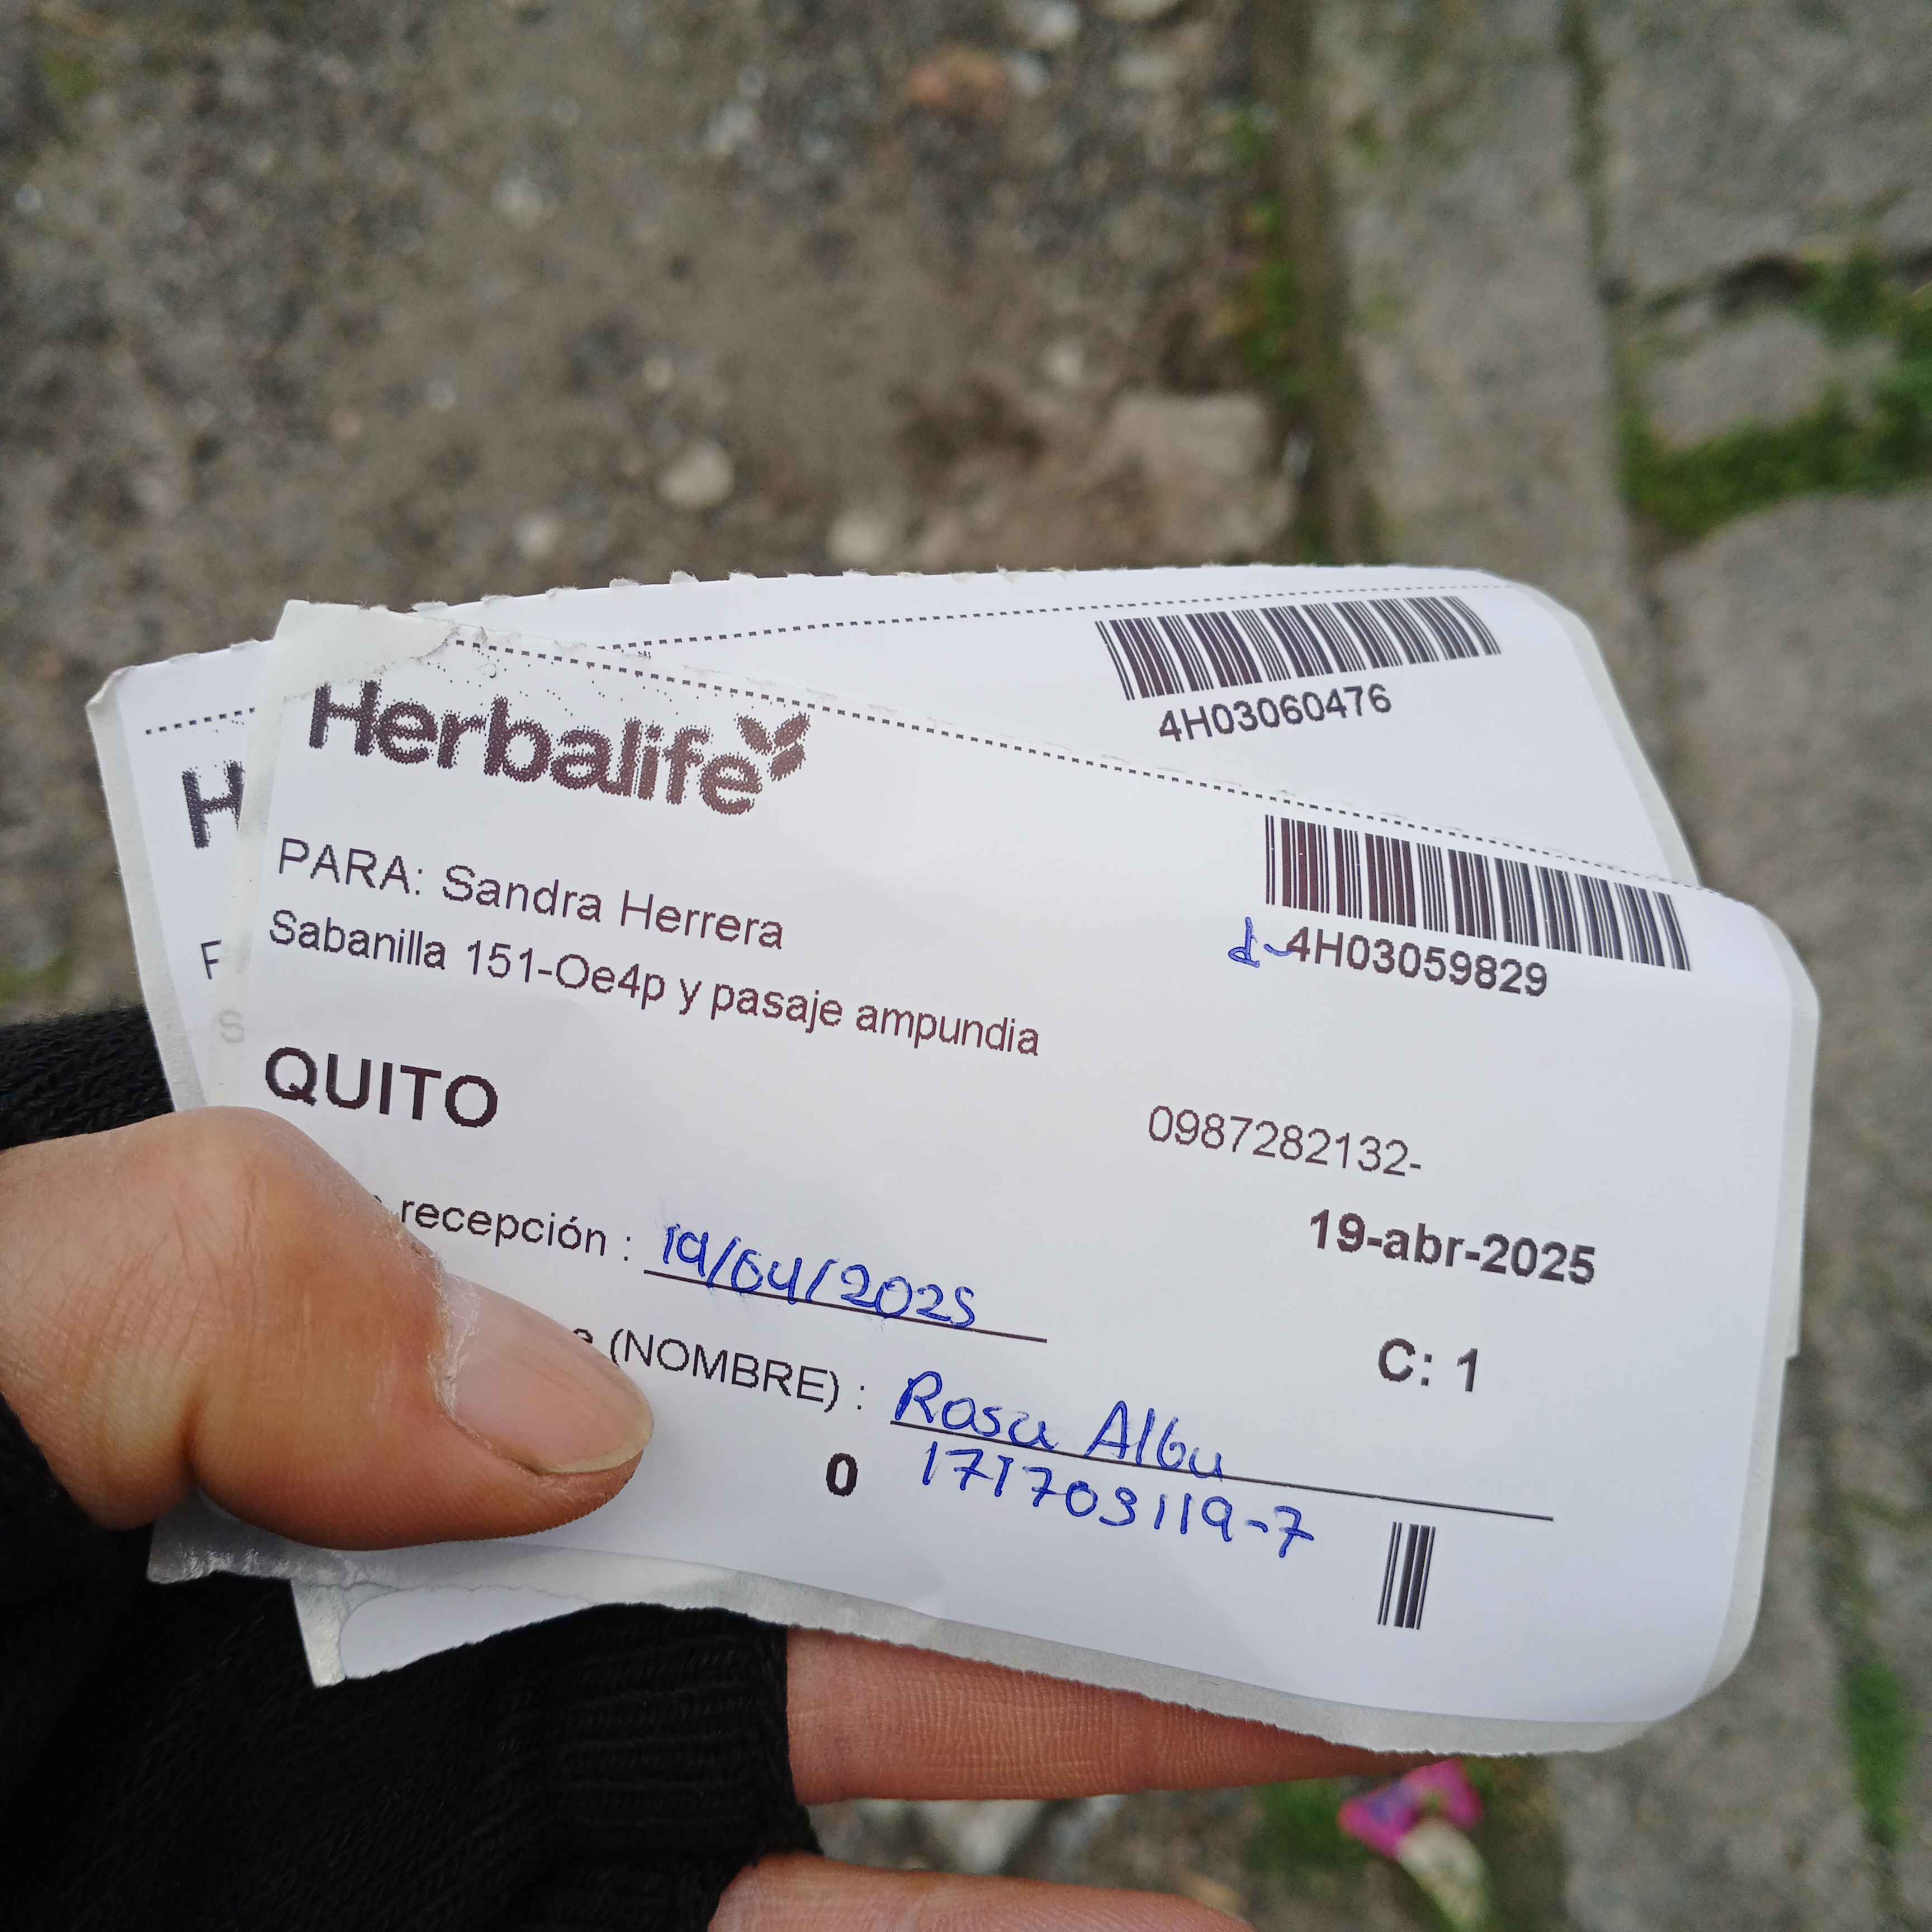 4H03060476
H
Herbalife
PARA: Sandra Herrera
Sabanilla 151-Oe4p y pasaje ampundia
4H03059829
QUITO
0987282132-
19-abr-2025
recepción : 19/04/2025
C: 1
(NOMBRE) : Rosa Alba
0 171703119-7